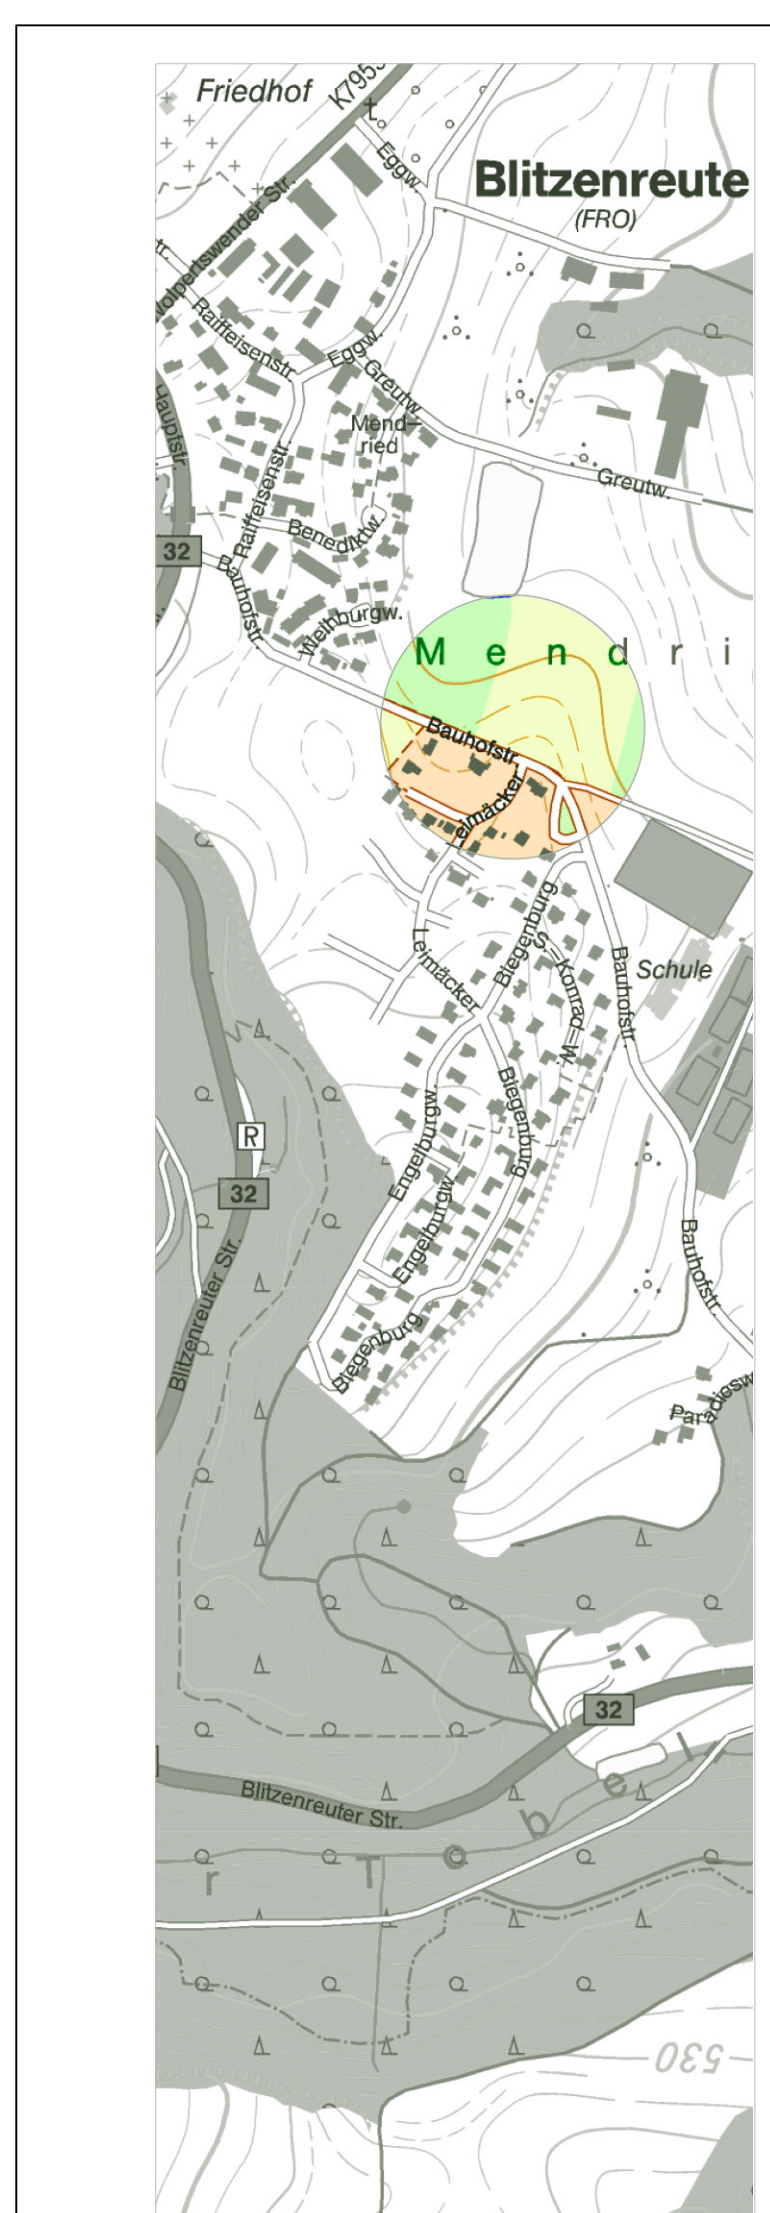 Friedhof
K7955
t
Eggw.
Blitzenreute
(FRO)
Wolpertswender Str.
tr.
Raiffeisenstr.
Eggw.
Greutw.
Hauptstr.
Mend-
ried
Greutw.
Raiffeisenstr.
Benediktw.
32
Bauhofstr.
Weihburgw.
M e n d r i
Bauhofstr.
Leimäcker
Biegenburg
S.-Konrad-W.
Leimäcker
Bauhofstr.
Schule
Biegenburg
Engelburgw.
R
32
Engelburgw.
Bauhofstr.
Blitzenreuter Str.
Biegenburg
Paradiesw
32
Blitzenreuter Str.
r T o b e l
530